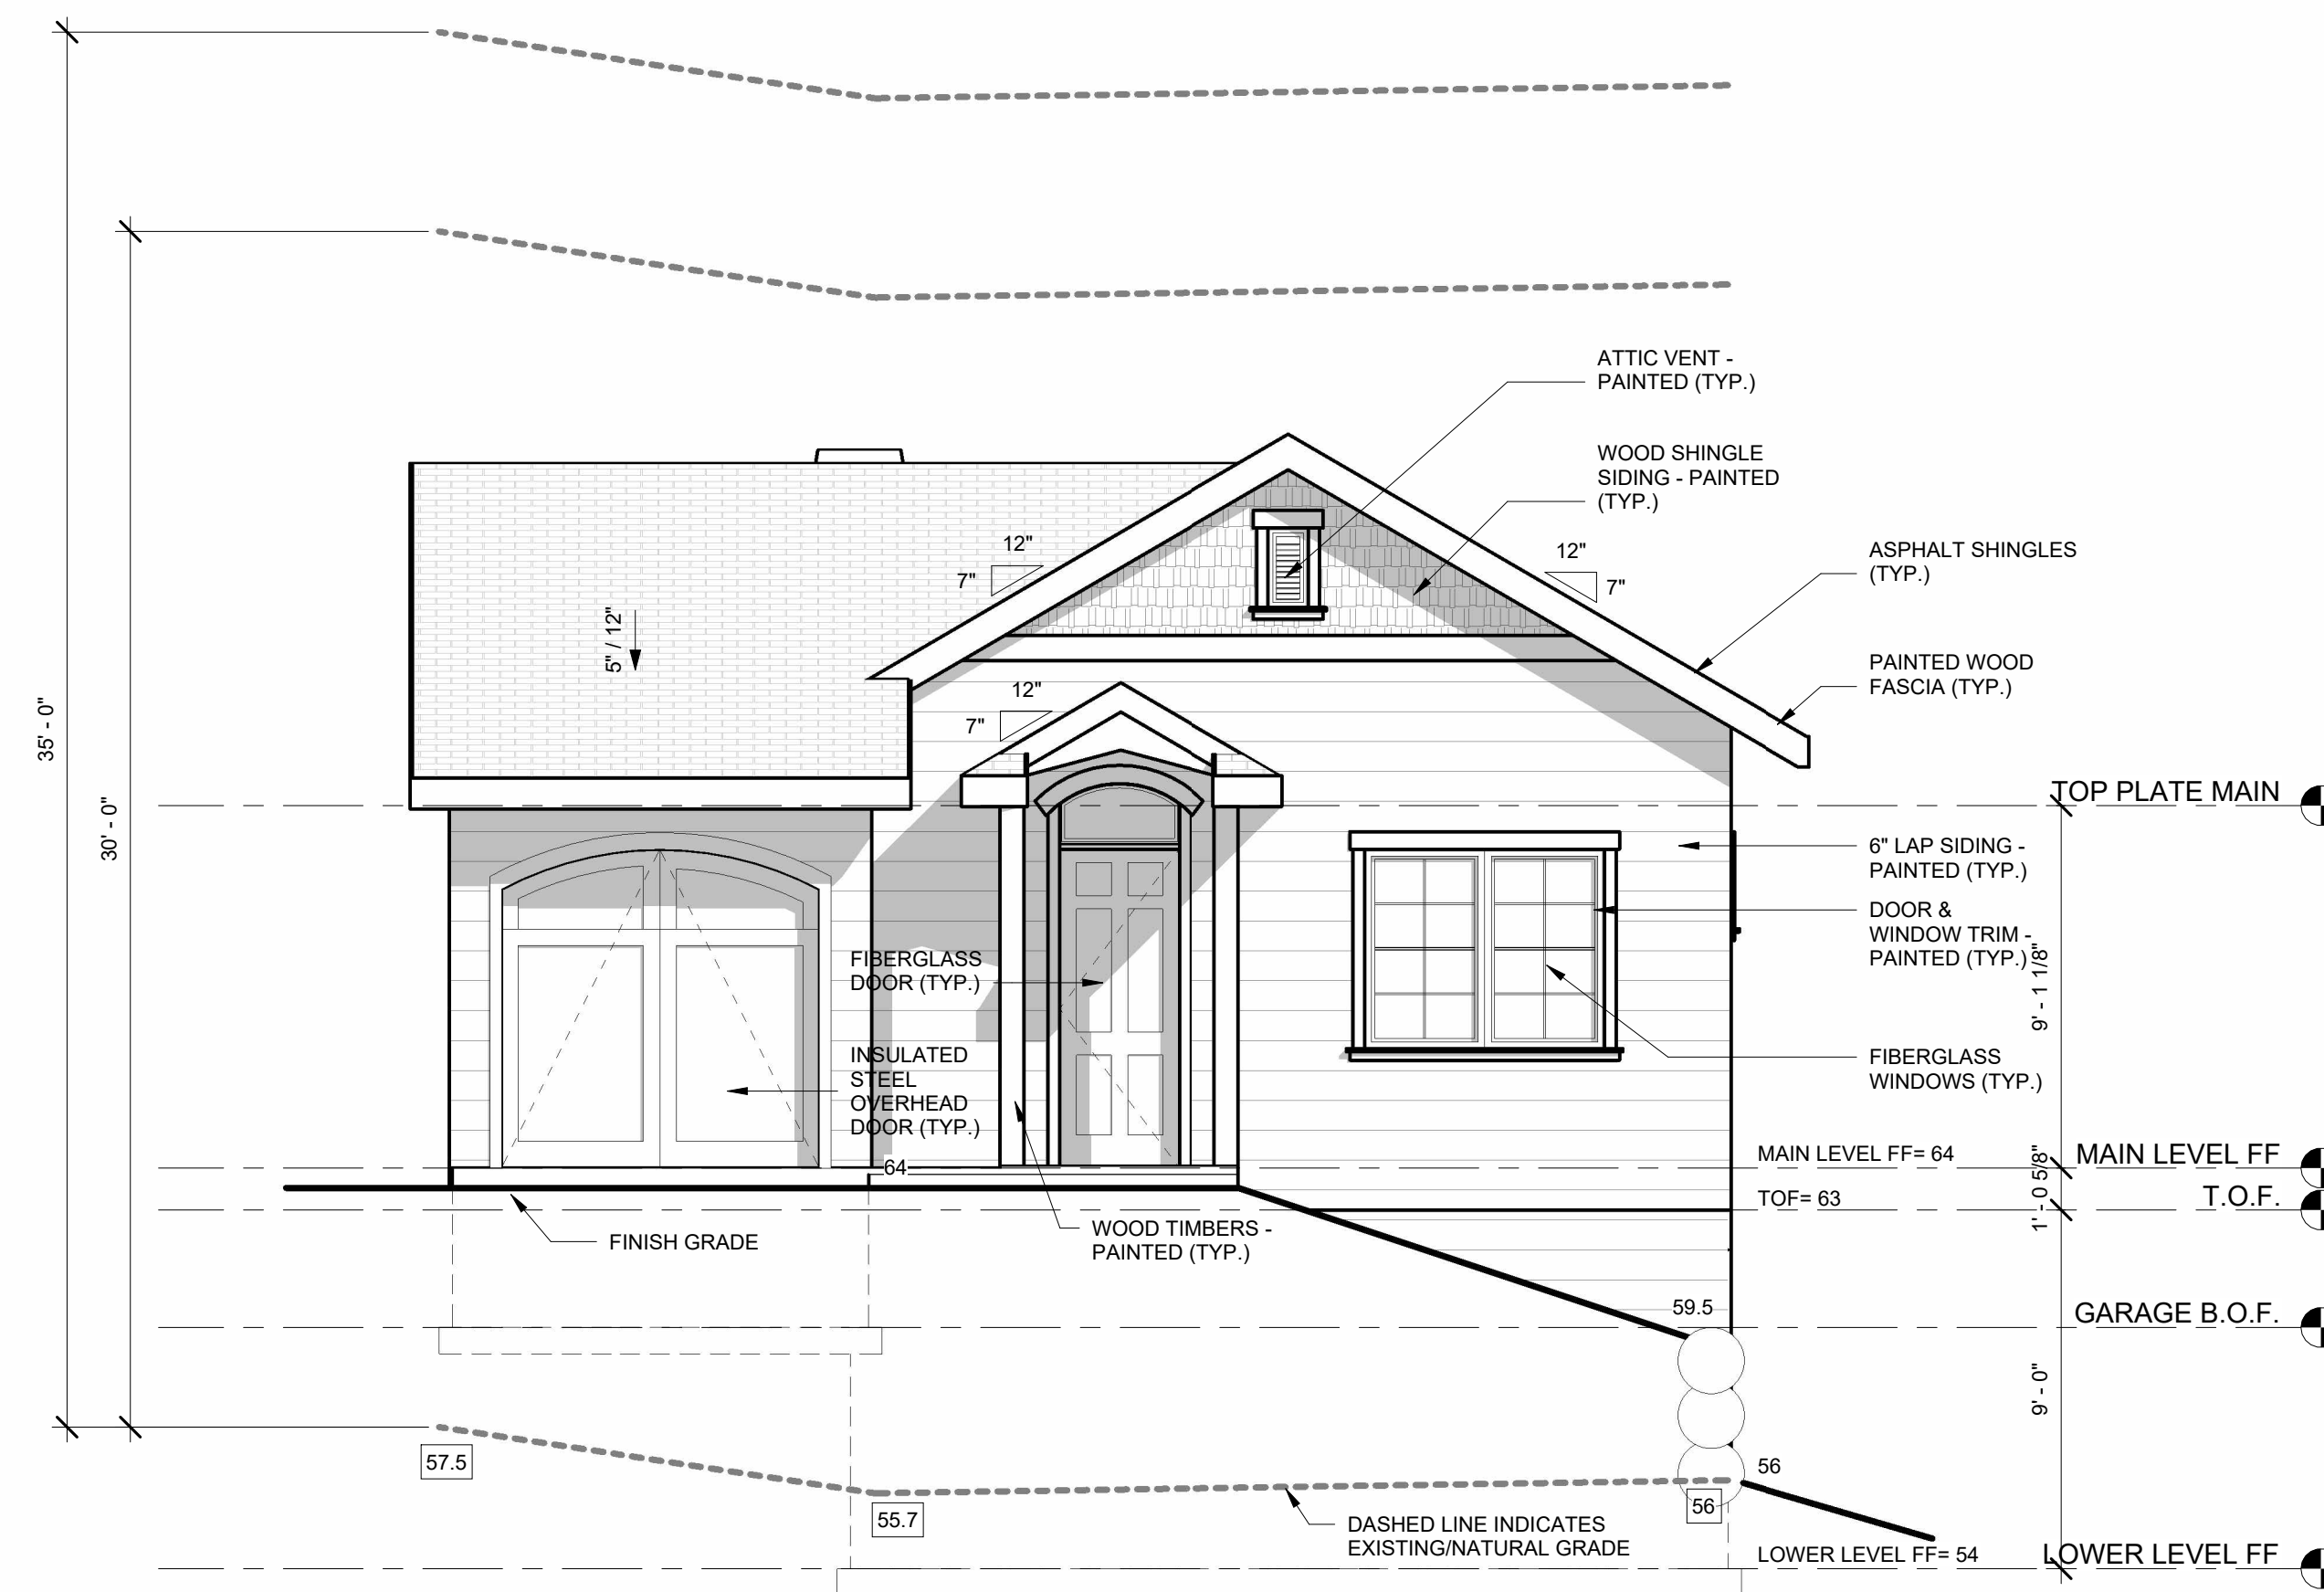 ATTIC VENT -
PAINTED (TYP.)
WOOD SHINGLE
SIDING - PAINTED
(TYP.)
12"
7"
12"
7"
ASPHALT SHINGLES
(TYP.)
5" / 12"
PAINTED WOOD
FASCIA (TYP.)
12"
7"
35' - 0"
30' - 0"
TOP PLATE MAIN
6" LAP SIDING -
PAINTED (TYP.)
DOOR &
WINDOW TRIM -
PAINTED (TYP.)
9' - 1 1/8"
FIBERGLASS
DOOR (TYP.)
INSULATED
STEEL
OVERHEAD
DOOR (TYP.)
FIBERGLASS
WINDOWS (TYP.)
64
MAIN LEVEL FF= 64
MAIN LEVEL FF
1' - 0 5/8"
TOF= 63
T.O.F.
FINISH GRADE
WOOD TIMBERS -
PAINTED (TYP.)
59.5
GARAGE B.O.F.
9' - 0"
57.5
56
55.7
56
DASHED LINE INDICATES
EXISTING/NATURAL GRADE
LOWER LEVEL FF= 54
LOWER LEVEL FF